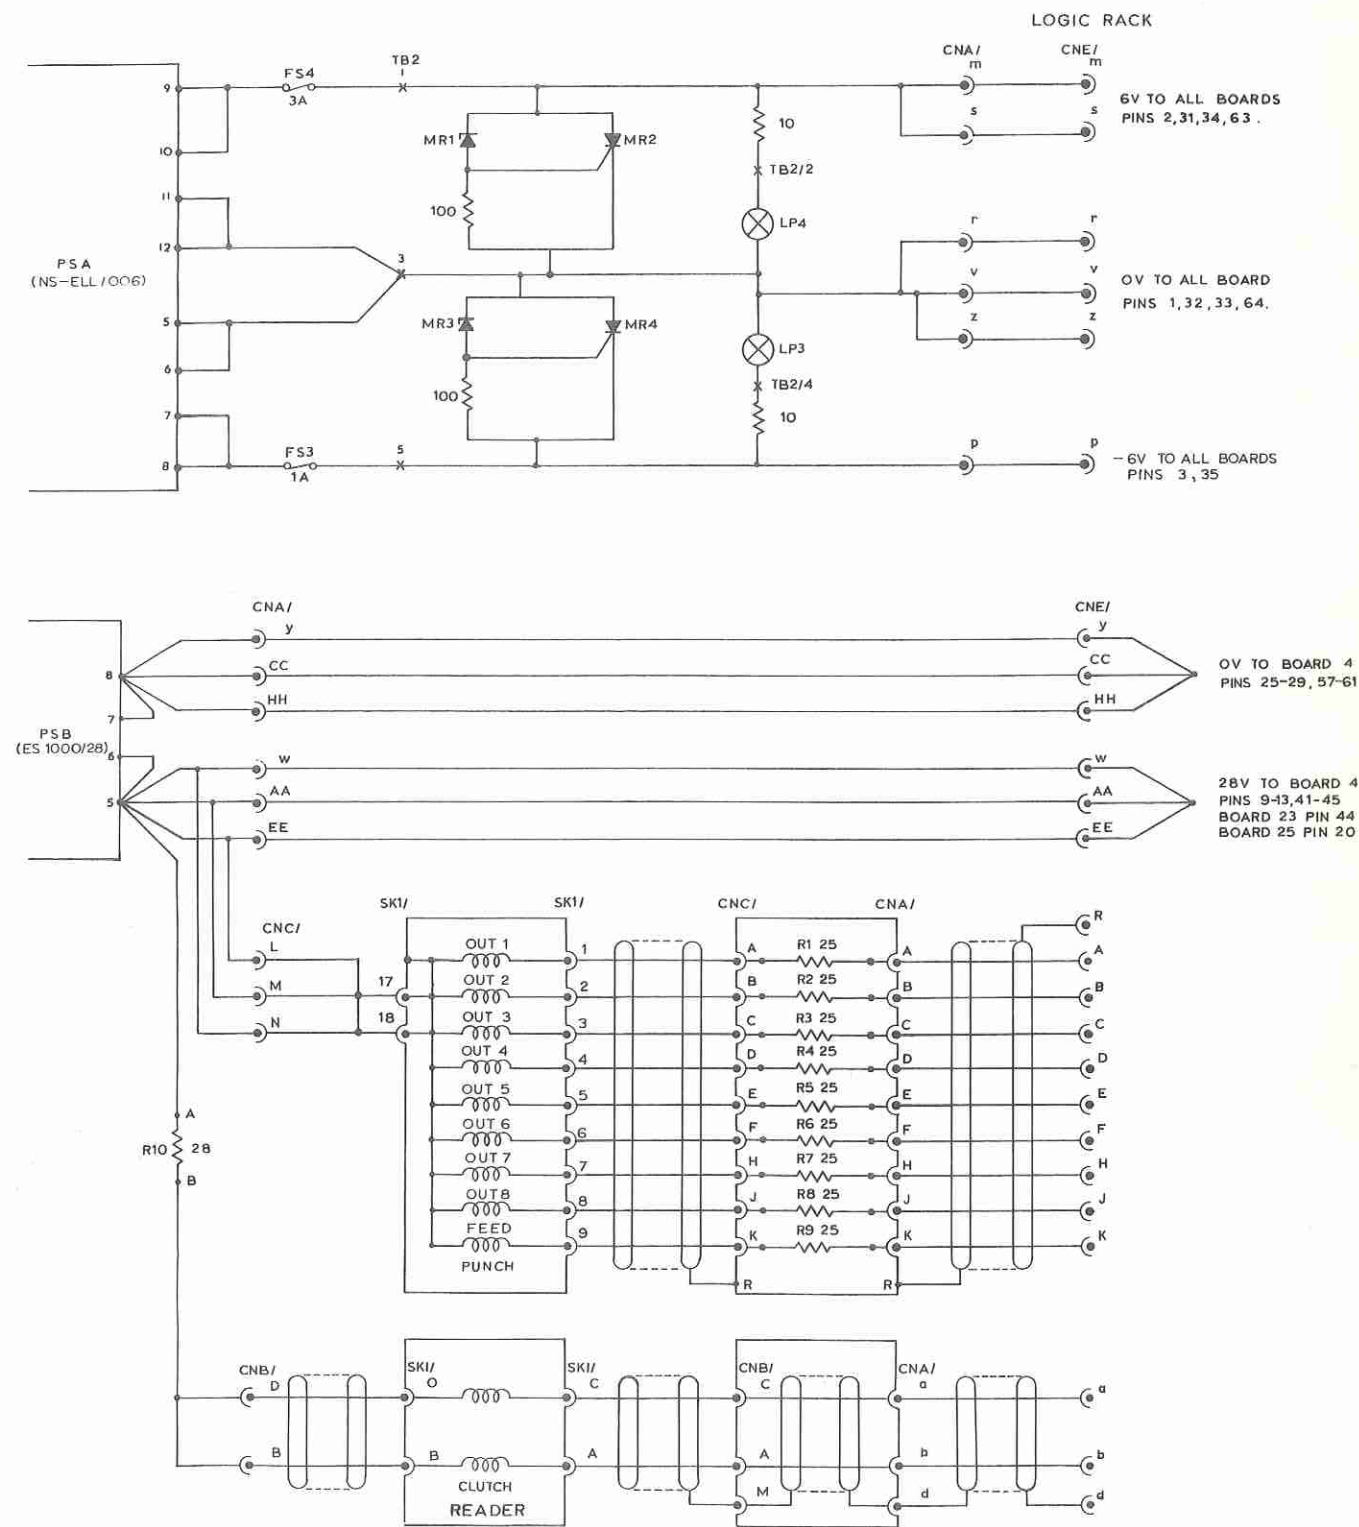 LOGIC RACK
CNA/ CNE/
m m
TB2
1
FS4
3A
9
s s
6V TO ALL BOARDS
PINS 2,31,34,63.
10
MR1 MR2
10
TB2/2
11
100
LP4
r r
12
3
PSA
(NS-ELL/006)
v v
0V TO ALL BOARD
PINS 1,32,33,64.
5
MR3 MR4
z z
LP3
6
100
TB2/4
7
10
FS3
1A
5
8
p p
-6V TO ALL BOARDS
PINS 3,35
CNA/ CNE/
y y
8
CC CC
0V TO BOARD 4
PINS 25-29, 57-61
HH HH
7
PSB
(ES 1000/28)
6
w w
5
AA AA
28V TO BOARD 4
PINS 9-13,41-45
BOARD 23 PIN 44
BOARD 25 PIN 20
EE EE
SK1/ SK1/ CNC/ CNA/
R
CNC/
L
OUT 1 1 A R1 25 A A
M 17
OUT 2 2 B R2 25 B B
N 18
OUT 3 3 C R3 25 C C
OUT 4 4 D R4 25 D D
OUT 5 5 E R5 25 E E
A
R10 28
B
OUT 6 6 F R6 25 F F
OUT 7 7 H R7 25 H H
OUT8 8 J R8 25 J J
FEED 9 K R9 25 K K
PUNCH
R R
CNB/ SK1/ SK1/ CNB/ CNA/
D O C C a a
B B A A b b
CLUTCH
M d d
READER